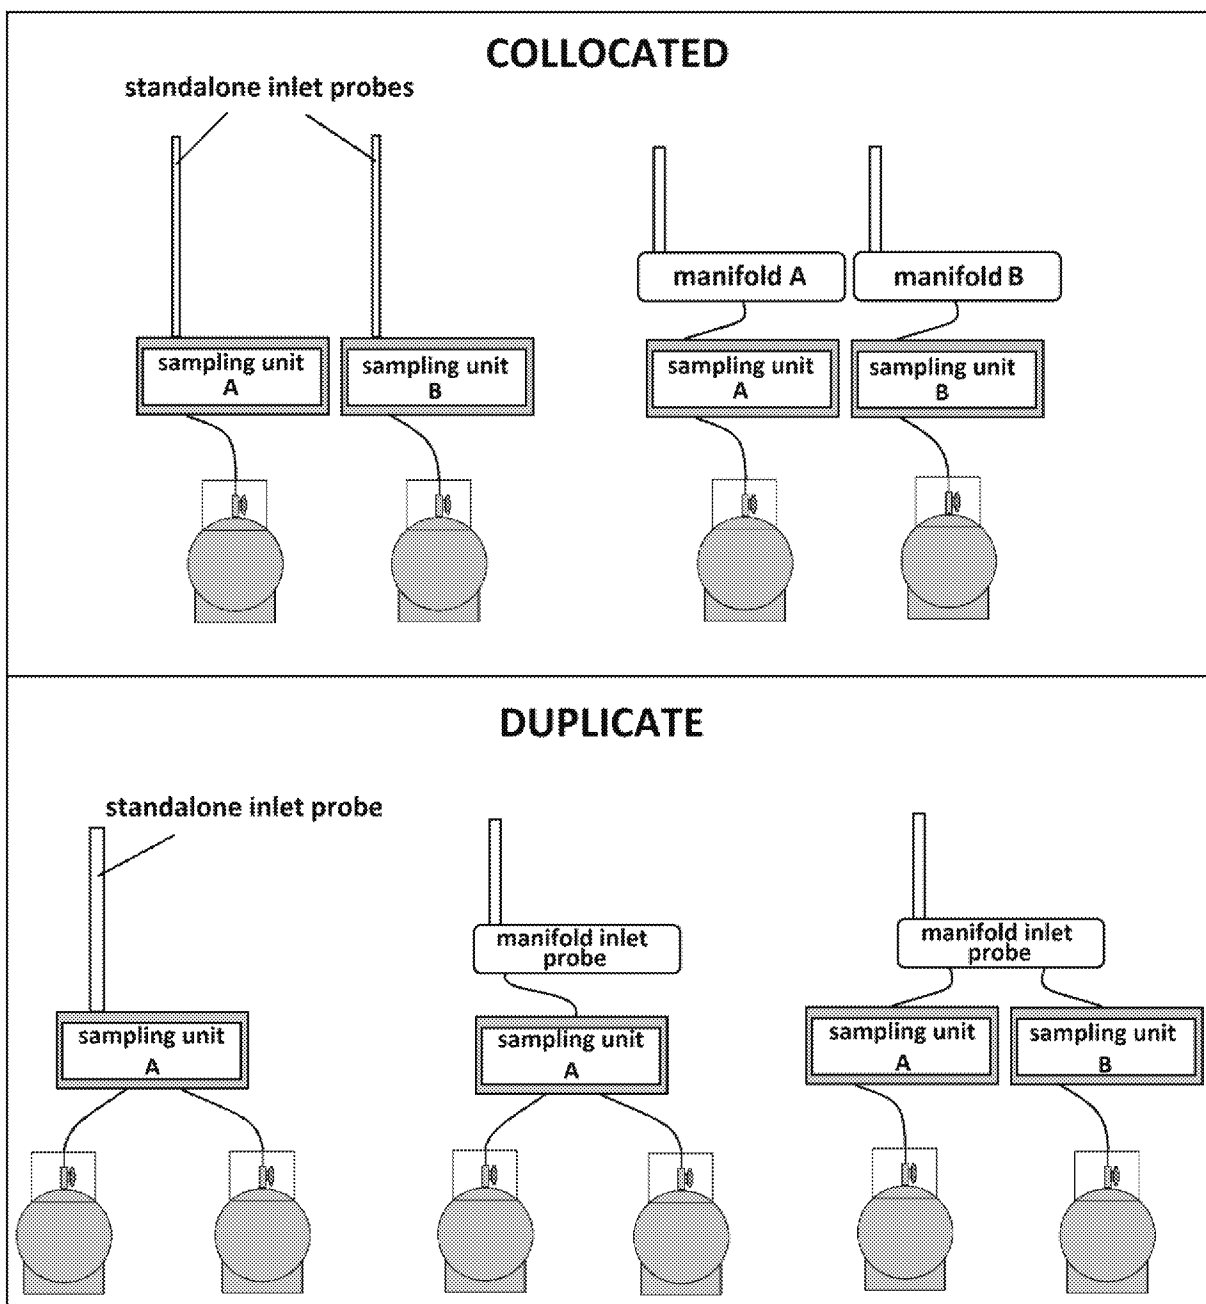 COLLOCATED
standalone inlet probes
manifold A
manifold B
sampling unit
A
sampling unit
B
sampling unit
A
sampling unit
B
DUPLICATE
standalone inlet probe
manifold inlet
probe
manifold inlet
probe
sampling unit
A
sampling unit
A
sampling unit
A
sampling unit
B